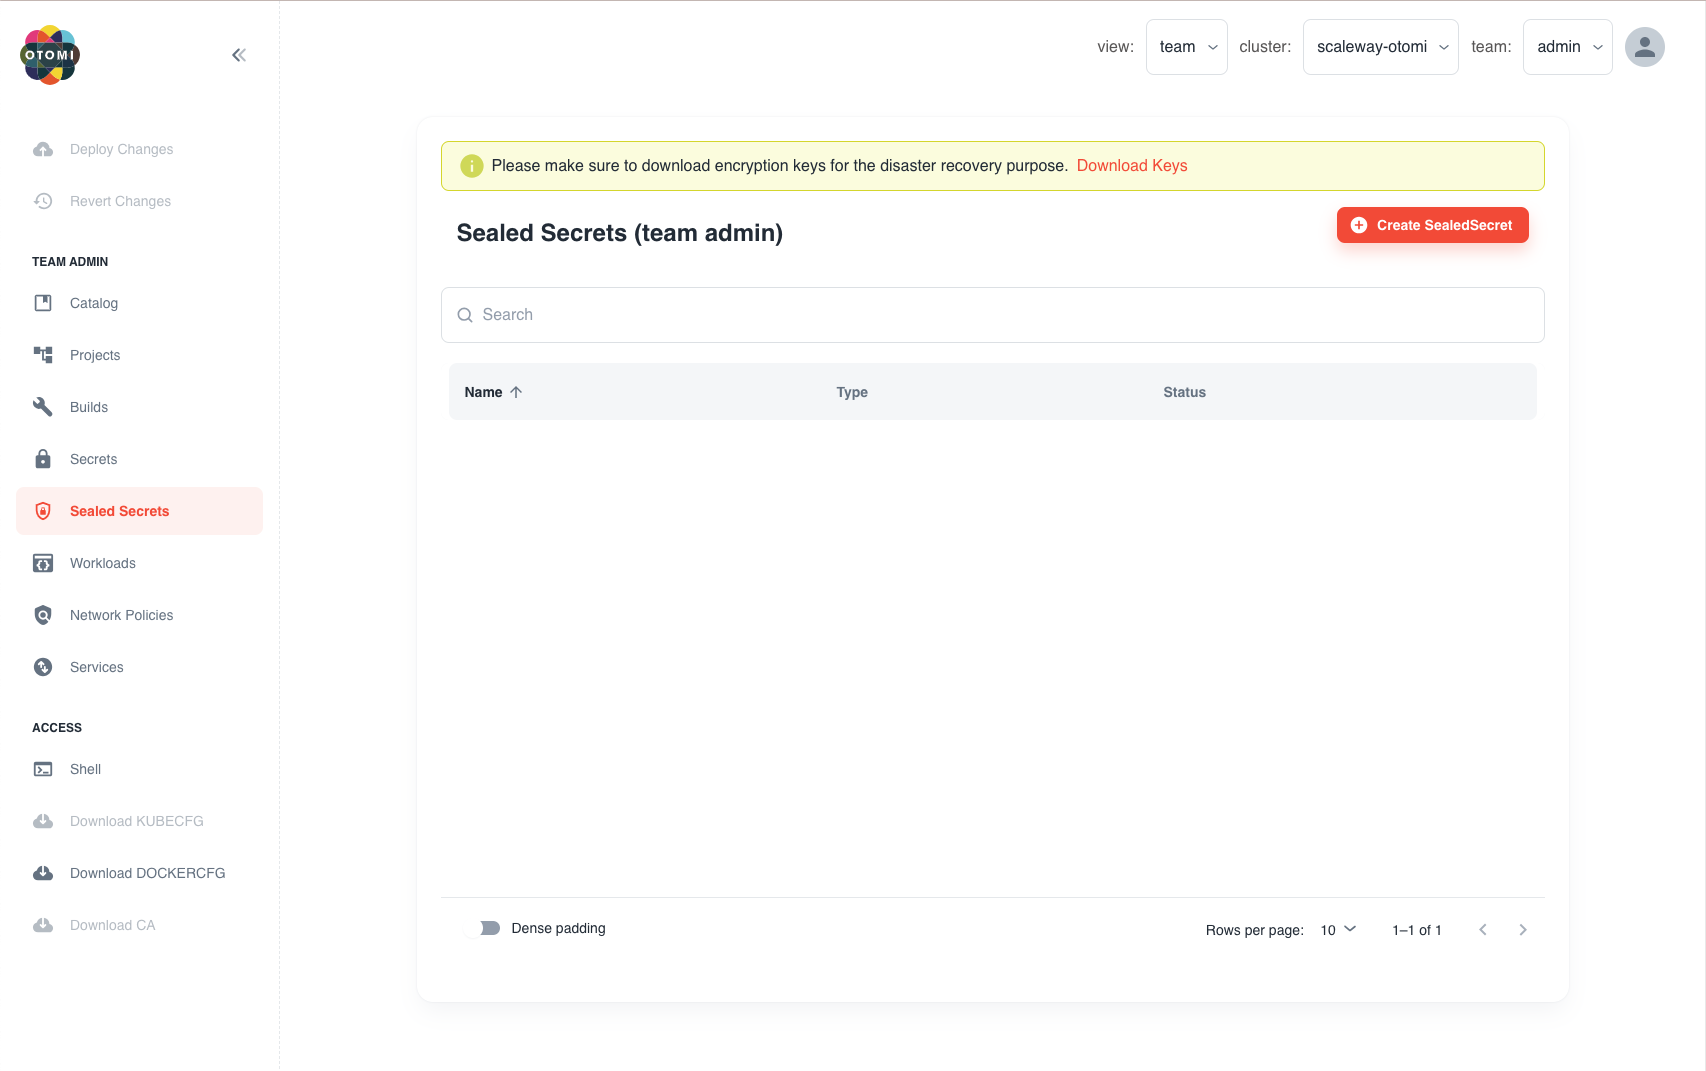 OTOMI
view: team cluster: scaleway-otomi team: admin
Deploy Changes
Revert Changes
TEAM ADMIN
Catalog
Projects
Builds
Secrets
Sealed Secrets
Workloads
Network Policies
Services
ACCESS
Shell
Download KUBECFG
Download DOCKERCFG
Download CA
Please make sure to download encryption keys for the disaster recovery purpose. Download Keys
Sealed Secrets (team admin)
Create SealedSecret
Search
Name Type Status
Dense padding
Rows per page: 10 1–1 of 1